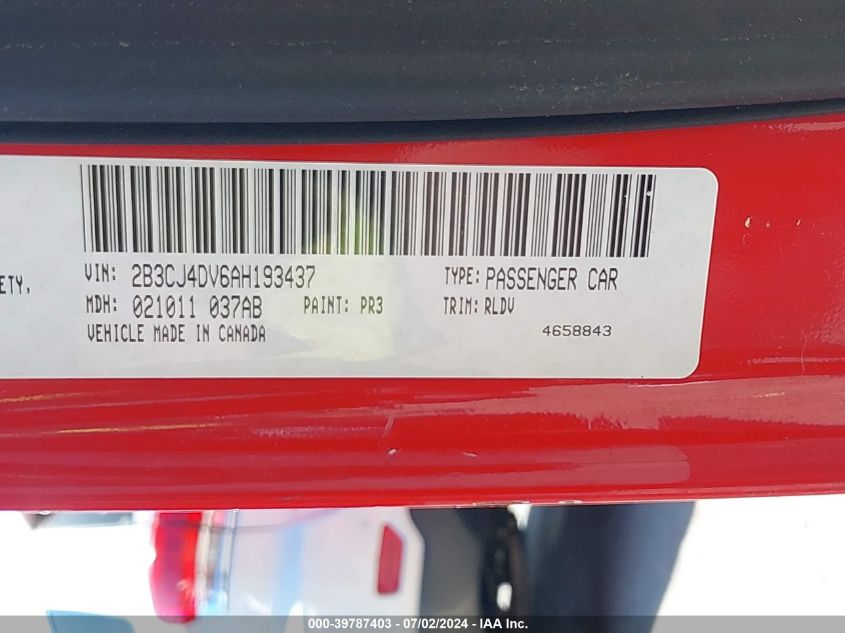 ETY,
VIN: 2B3CJ4DV6AH193437 TYPE: PASSENGER CAR
MDH: 021011 037AB PAINT: PR3 TRIM: RLDV
VEHICLE MADE IN CANADA 4658843
000-39787403 - 07/02/2024 - IAA Inc.